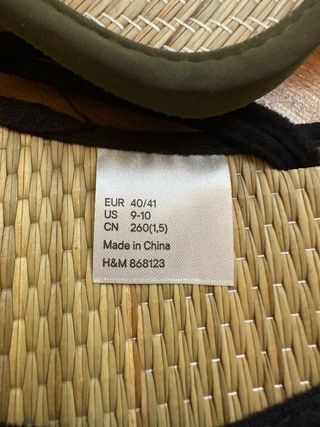 EUR 40/41
US 9-10
CN 260(1,5)
Made in China
H&M 868123